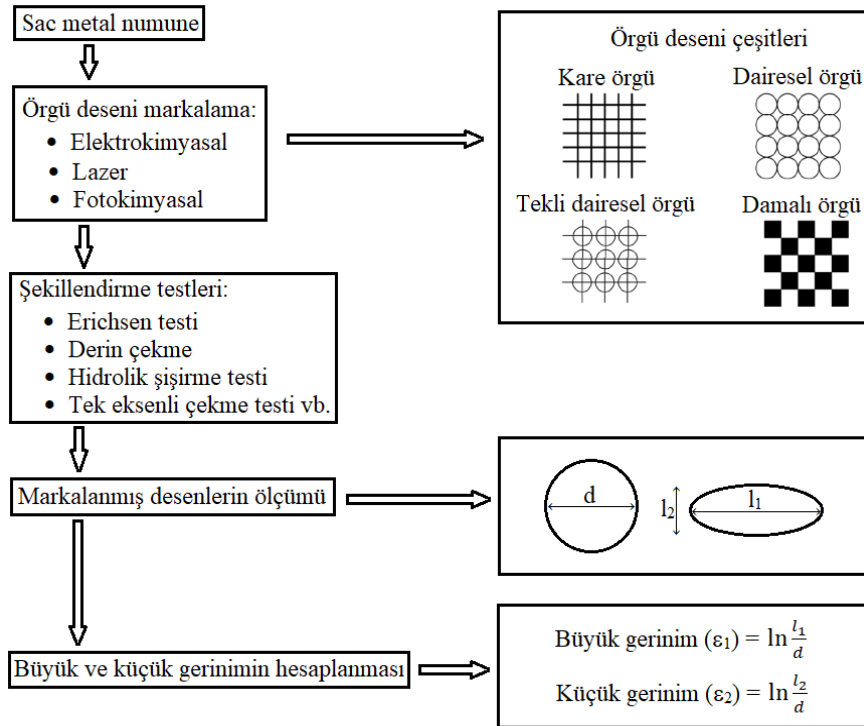 Sac metal numune
Örgü deseni markalama:
• Elektrokimyasal
• Lazer
• Fotokimyasal
Örgü deseni çeşitleri
Kare örgü
Dairesel örgü
Tekli dairesel örgü
Damalı örgü
Şekillendirme testleri:
• Erichsen testi
• Derin çekme
• Hidrolik şişirme testi
• Tek eksenli çekme testi vb.
Markalanmış desenlerin ölçümü
d
l₂
l₁
Büyük ve küçük gerinimin hesaplanması
Büyük gerinim (ε₁) = ln l₁/d
Küçük gerinim (ε₂) = ln l₂/d